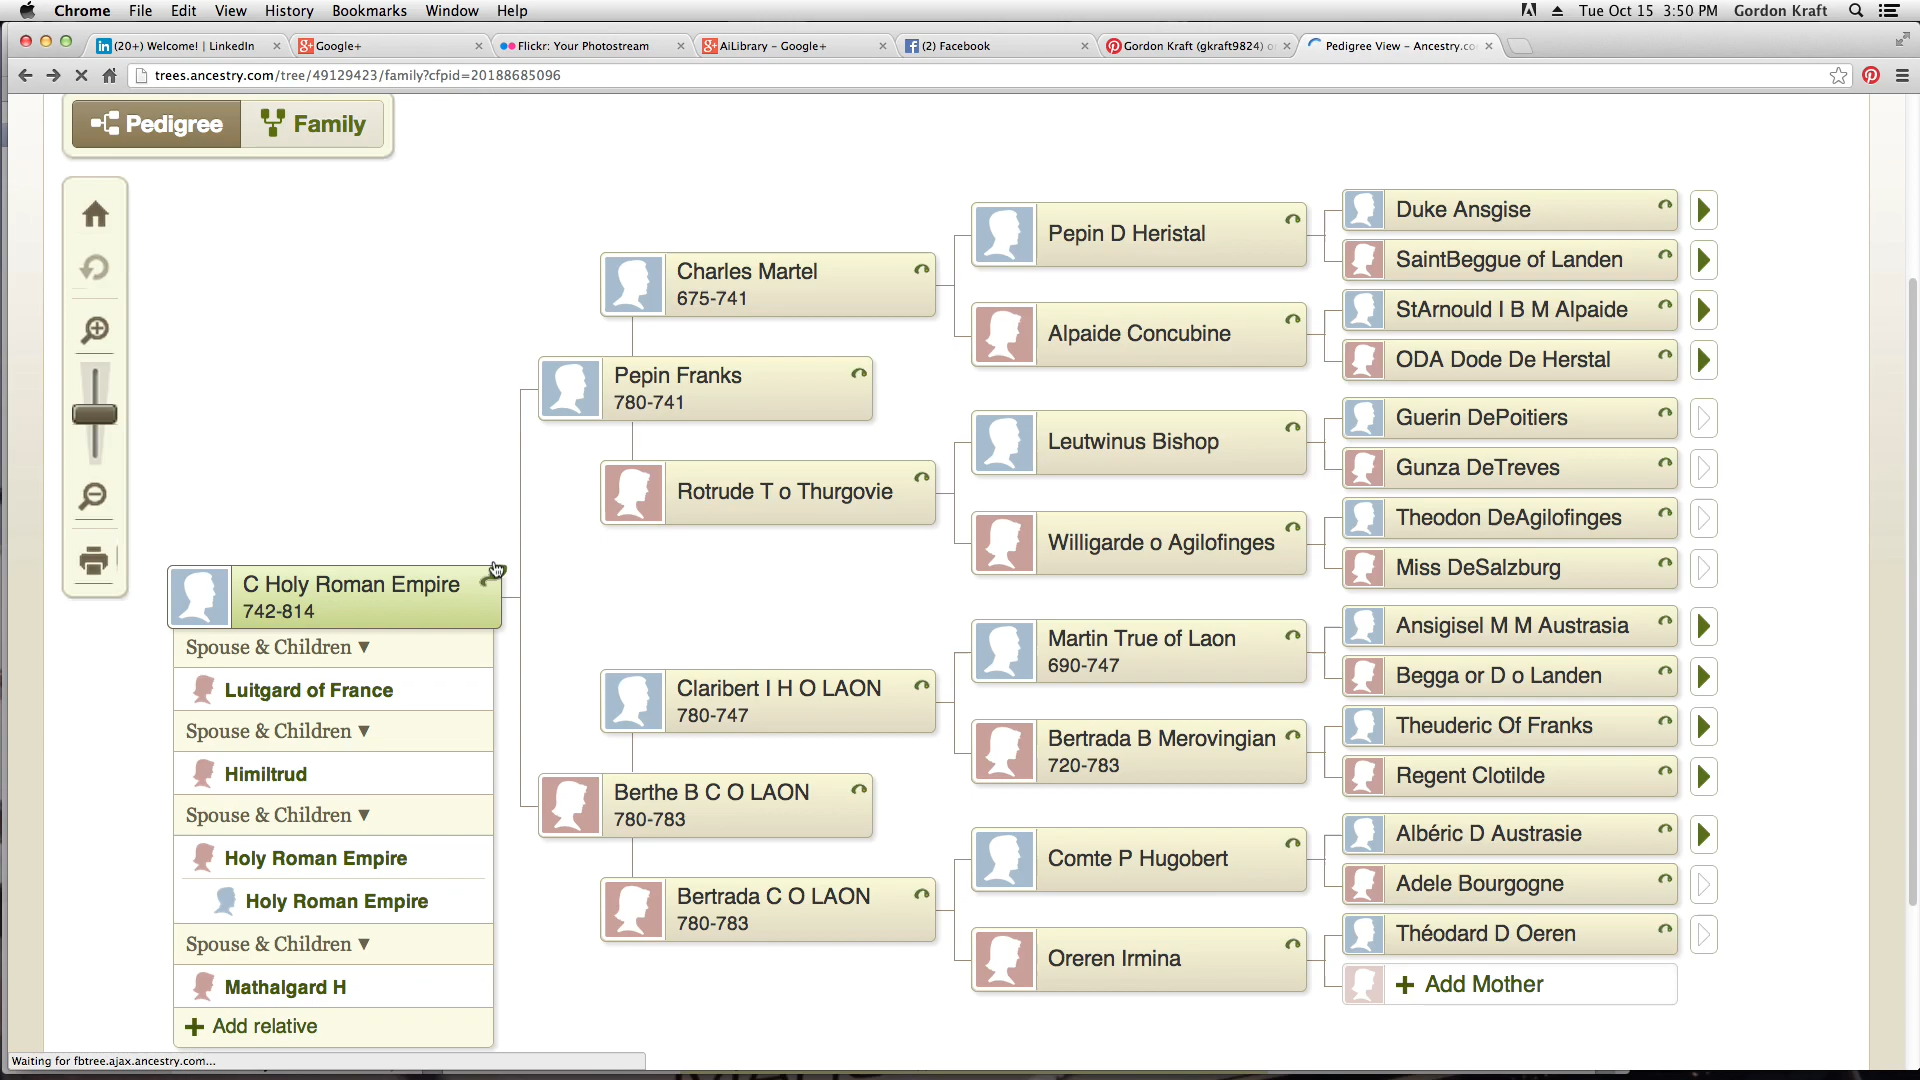 Chrome File Edit View History Bookmarks Window Help Tue Oct 15 3:50 PM Gordon Kraft
(20+) Welcome! | LinkedIn Google+ Flickr: Your Photostream AiLibrary - Google+ (2) Facebook Gordon Kraft (gkraft9824) o Pedigree View - Ancestry.co
trees.ancestry.com/tree/49129423/family?cfpid=20188685096
Pedigree Family
Duke Ansgise
Pepin D Heristal
SaintBeggue of Landen
Charles Martel
675-741
StArnould I B M Alpaide
Alpaide Concubine
ODA Dode De Herstal
Pepin Franks
780-741
Guerin DePoitiers
Leutwinus Bishop
Gunza DeTreves
Rotrude T o Thurgovie
Theodon DeAgilofinges
Willigarde o Agilofinges
Miss DeSalzburg
C Holy Roman Empire
742-814
Spouse & Children ▼
Luitgard of France
Spouse & Children ▼
Himiltrud
Spouse & Children ▼
Holy Roman Empire
Holy Roman Empire
Spouse & Children ▼
Mathalgard H
+ Add relative
Ansigisel M M Austrasia
Martin True of Laon
690-747
Begga or D o Landen
Claribert I H O LAON
780-747
Theuderic Of Franks
Bertrada B Merovingian
720-783
Regent Clotilde
Berthe B C O LAON
780-783
Albéric D Austrasie
Comte P Hugobert
Adele Bourgogne
Bertrada C O LAON
780-783
Théodard D Oeren
Oreren Irmina
+ Add Mother
Waiting for fbtree.ajax.ancestry.com...